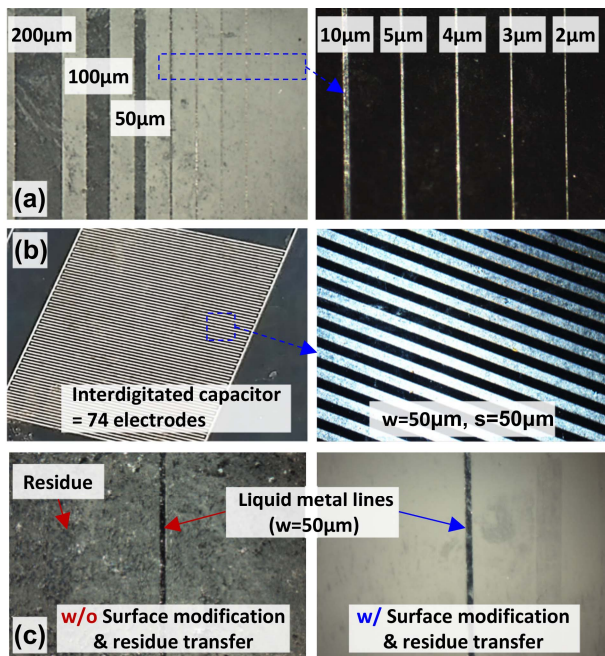 200μm
100μm
50μm
(a)
10μm
5μm
4μm
3μm
2μm
(b)
Interdigitated capacitor
= 74 electrodes
w=50μm, s=50μm
Residue
Liquid metal lines
(w=50μm)
w/o Surface modification
& residue transfer
(c)
w/ Surface modification
& residue transfer